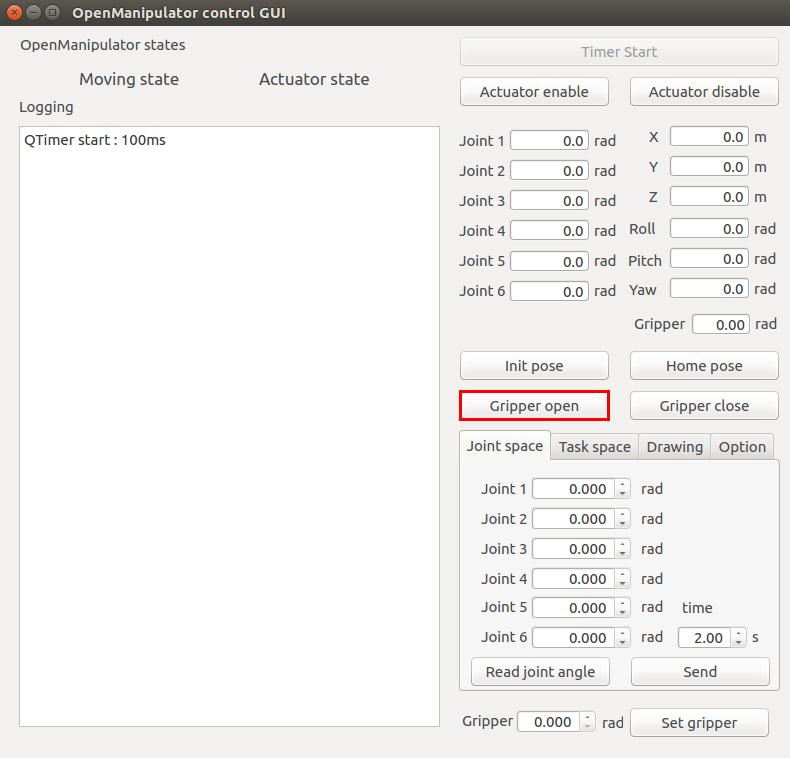 OpenManipulator control GUI
OpenManipulator states
Moving state Actuator state
Logging
QTimer start : 100ms
Timer Start
Actuator enable Actuator disable
Joint 1 0.0 rad X 0.0 m
Joint 2 0.0 rad Y 0.0 m
Joint 3 0.0 rad Z 0.0 m
Joint 4 0.0 rad Roll 0.0 rad
Joint 5 0.0 rad Pitch 0.0 rad
Joint 6 0.0 rad Yaw 0.0 rad
Gripper 0.00 rad
Init pose Home pose
Gripper open Gripper close
Joint space Task space Drawing Option
Joint 1 0.000 rad
Joint 2 0.000 rad
Joint 3 0.000 rad
Joint 4 0.000 rad
Joint 5 0.000 rad time
Joint 6 0.000 rad 2.00 s
Read joint angle Send
Gripper 0.000 rad Set gripper